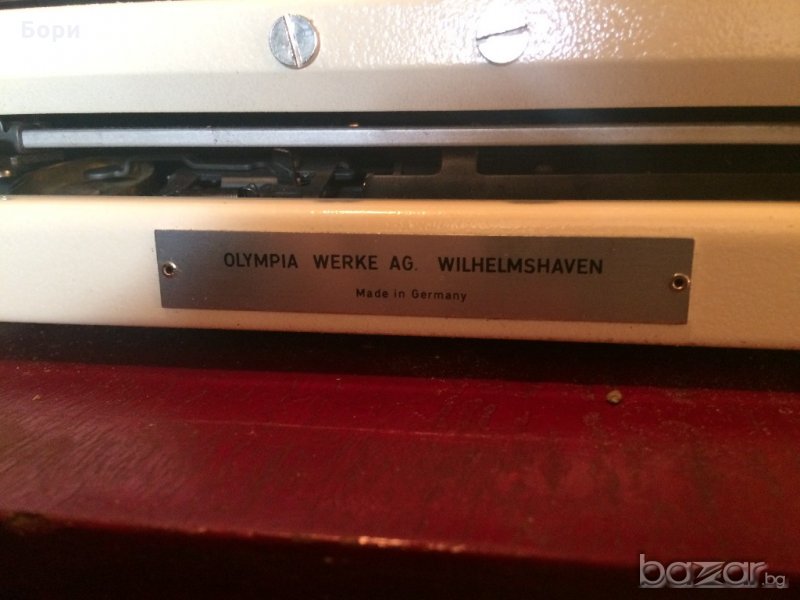 Бори
OLYMPIA WERKE AG. WILHELMSHAVEN
Made in Germany
bazar.bg